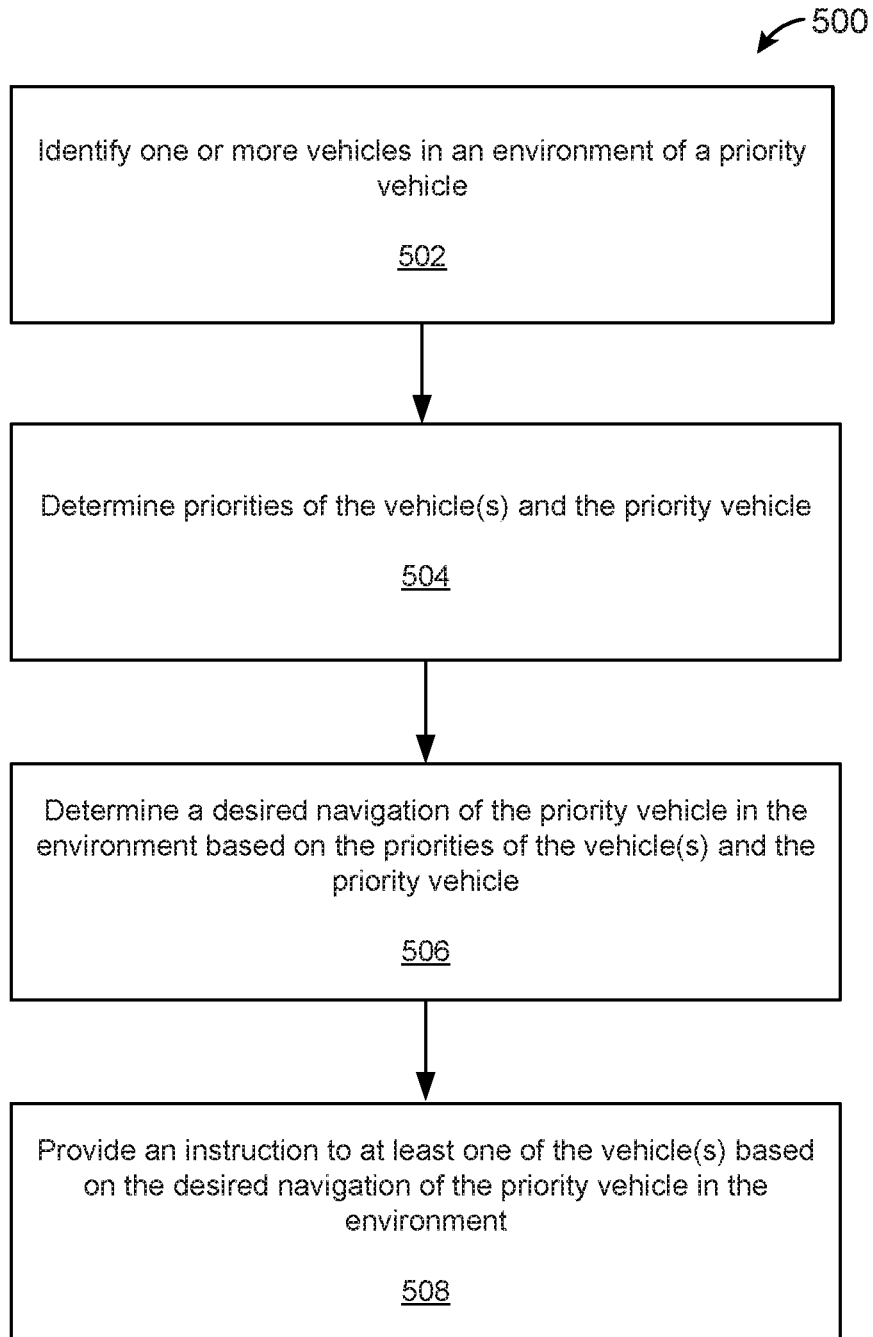 500
Identify one or more vehicles in an environment of a priority
vehicle
502
Determine priorities of the vehicle(s) and the priority vehicle
504
Determine a desired navigation of the priority vehicle in the
environment based on the priorities of the vehicle(s) and the
priority vehicle
506
Provide an instruction to at least one of the vehicle(s) based
on the desired navigation of the priority vehicle in the
environment
508